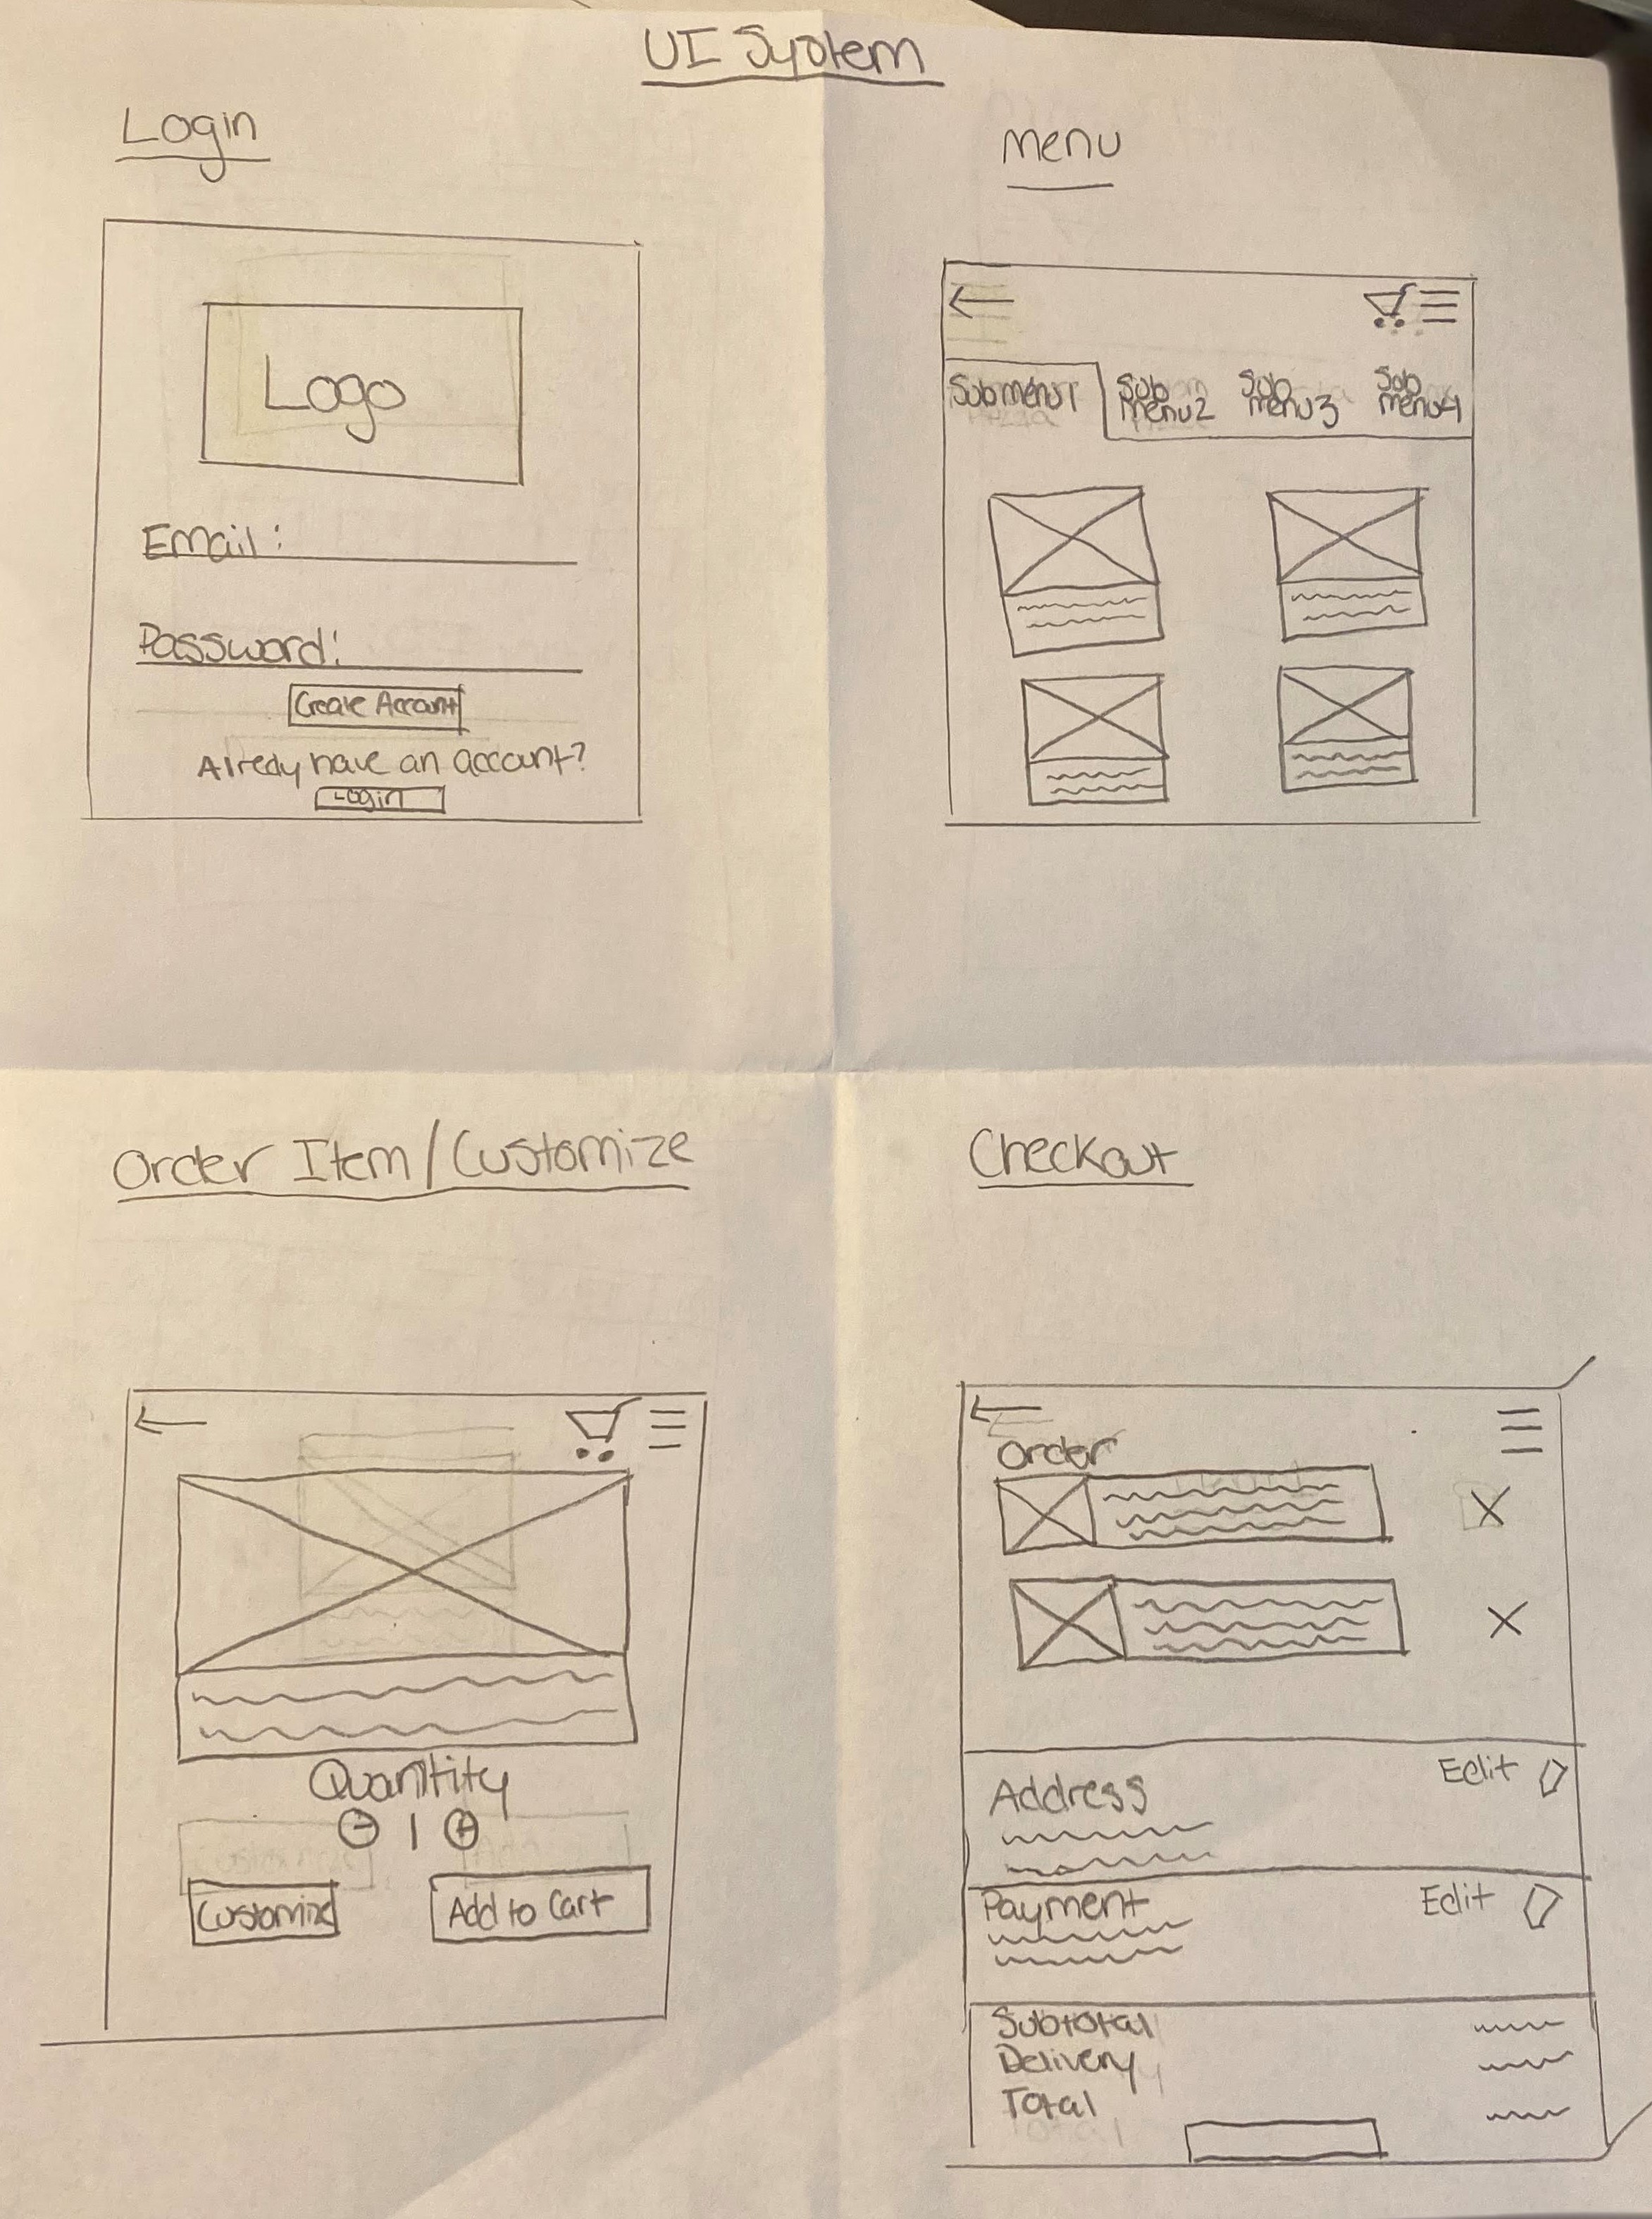 UI System
Login
Logo
Email:
Password:
Create Account
Alredy have an account?
Login
Menu
Submenu1
Sub
menu2
Sub
menu3
Sub
menu4
Order Item/Customize
Quantity
- 1 +
Customize
Add to Cart
Checkout
Order
X
X
Address
Edit
Payment
Edit
Subtotal
Delivery
Total